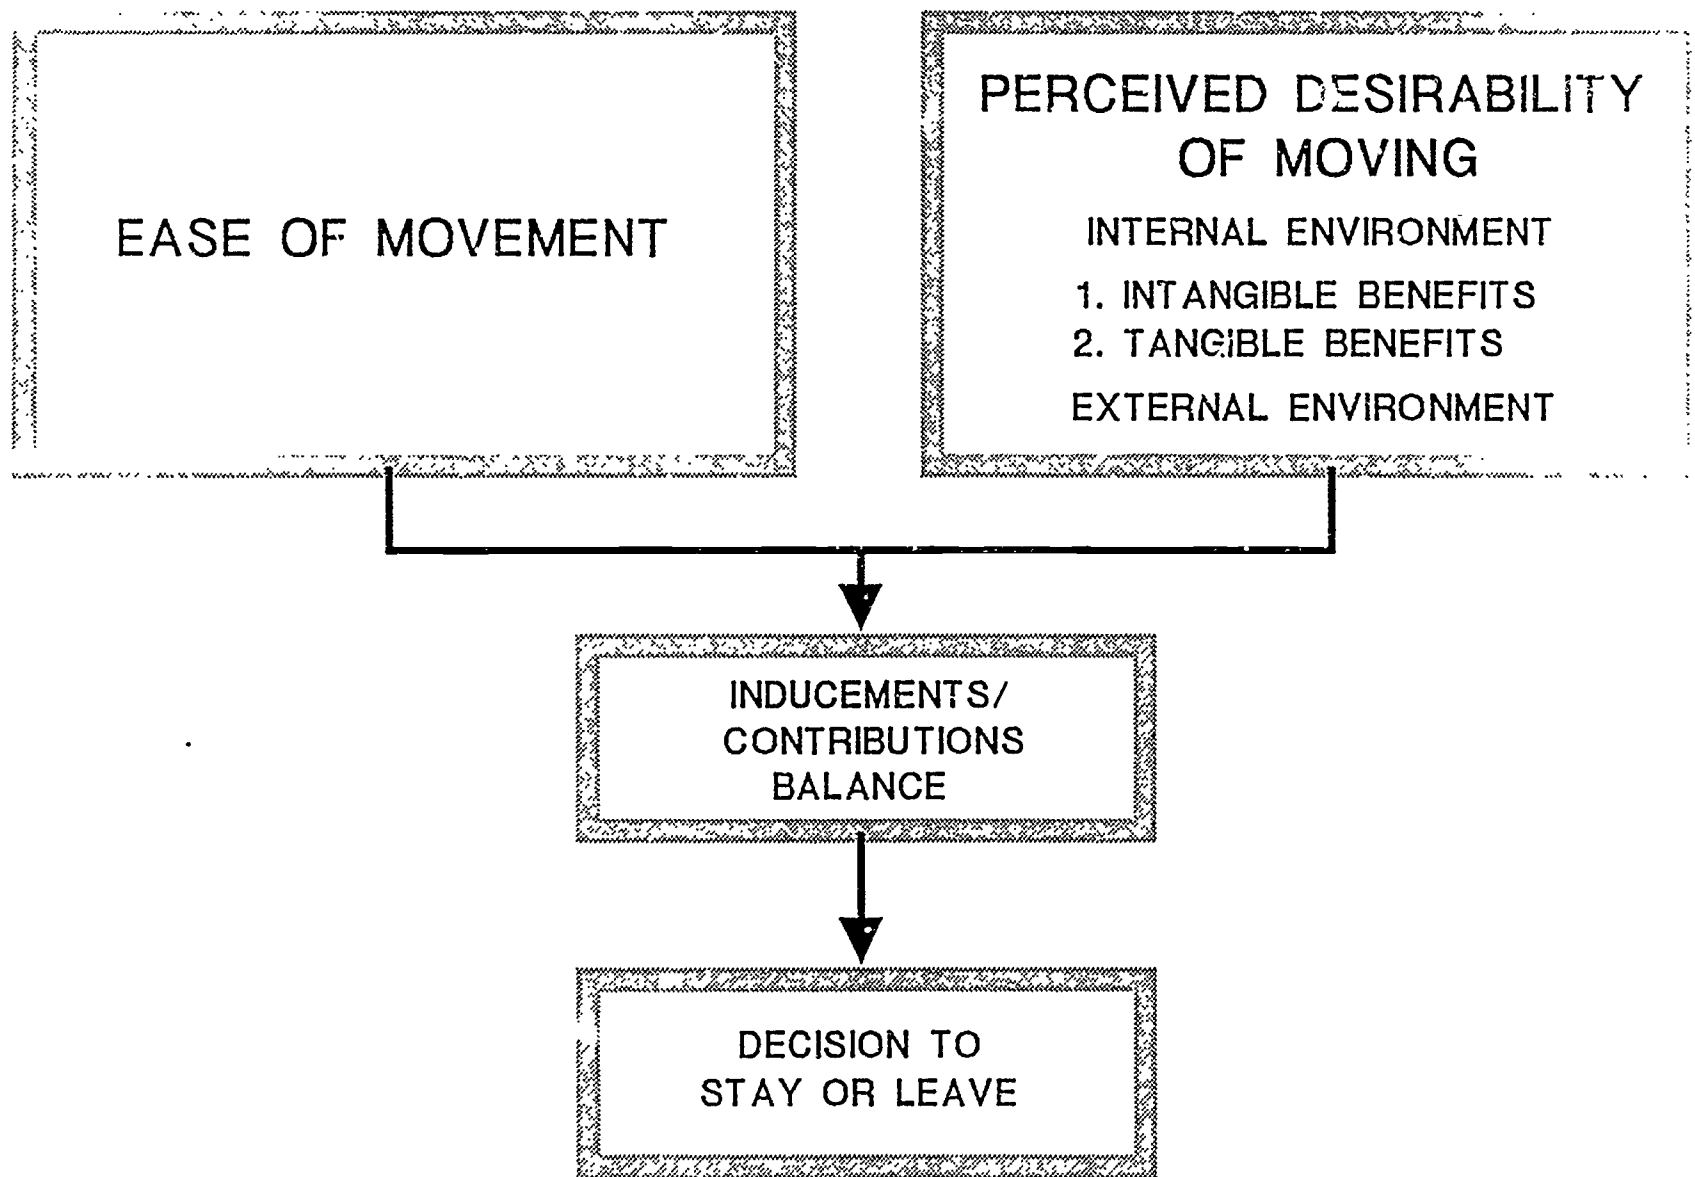 EASE OF MOVEMENT
PERCEIVED DESIRABILITY
OF MOVING
INTERNAL ENVIRONMENT
1. INTANGIBLE BENEFITS
2. TANGIBLE BENEFITS
EXTERNAL ENVIRONMENT
INDUCEMENTS/
CONTRIBUTIONS
BALANCE
DECISION TO
STAY OR LEAVE